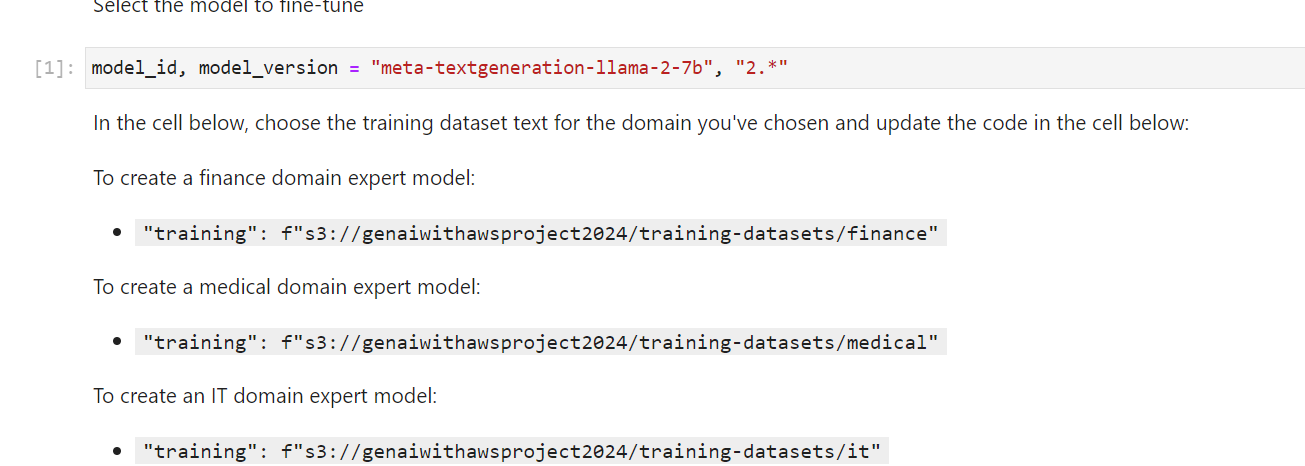 Select the model to fine-tune
[1]: model_id, model_version = "meta-textgeneration-llama-2-7b", "2.*"
In the cell below, choose the training dataset text for the domain you've chosen and update the code in the cell below:
To create a finance domain expert model:
"training": f"s3://genaiwithawsproject2024/training-datasets/finance"
To create a medical domain expert model:
"training": f"s3://genaiwithawsproject2024/training-datasets/medical"
To create an IT domain expert model:
"training": f"s3://genaiwithawsproject2024/training-datasets/it"